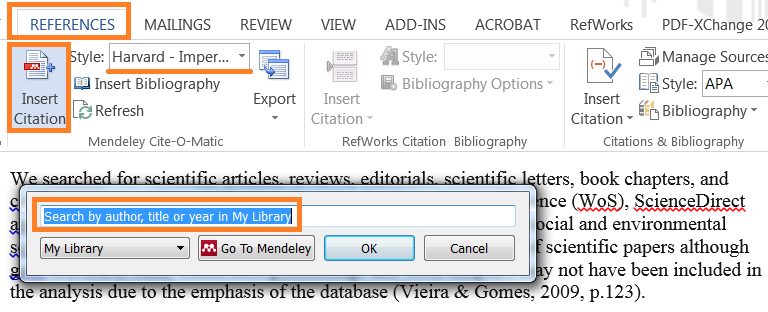 REFERENCES MAILINGS REVIEW VIEW ADD-INS ACROBAT RefWorks PDF-XChange 20
Insert Citation
Style: Harvard - Imper...
Insert Bibliography
Refresh
Export
Mendeley Cite-O-Matic
Insert Citation
Style:
Bibliography Options
RefWorks Citation Bibliography
Insert Citation
Manage Sources
Style: APA
Bibliography
Citations & Bibliography
We searched for scientific articles, reviews, editorials, scientific letters, book chapters, and
ence (WoS), ScienceDirect
ocial and environmental
of scientific papers although
ay not have been included in
the analysis due to the emphasis of the database (Vieira & Gomes, 2009, p.123).
Search by author, title or year in My Library
My Library Go To Mendeley OK Cancel